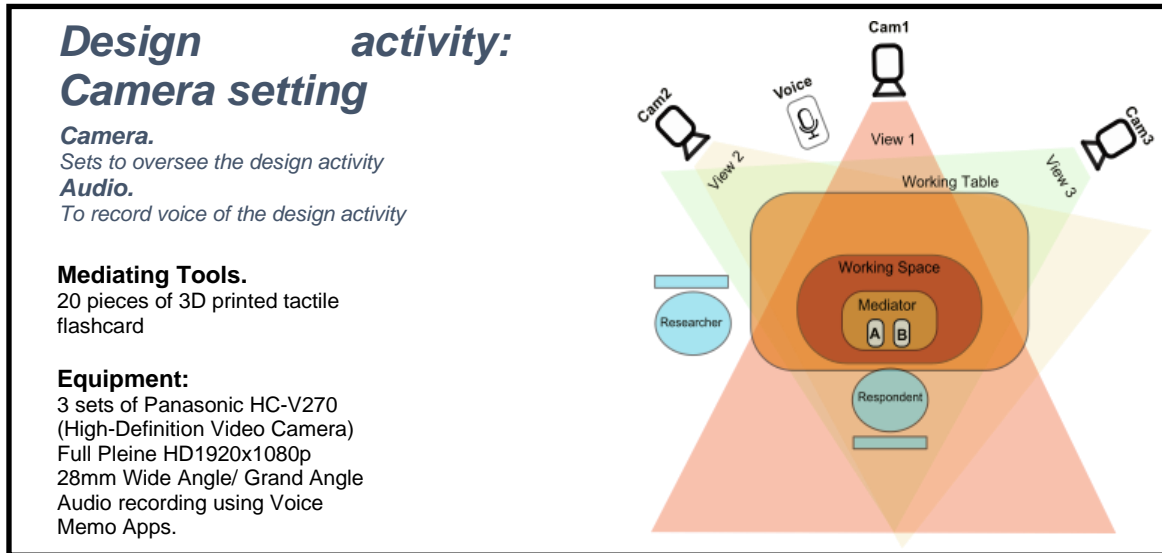 Design activity:
Camera setting
Camera.
Sets to oversee the design activity
Audio.
To record voice of the design activity
Mediating Tools.
20 pieces of 3D printed tactile
flashcard
Equipment:
3 sets of Panasonic HC-V270
(High-Definition Video Camera)
Full Pleine HD1920x1080p
28mm Wide Angle/ Grand Angle
Audio recording using Voice
Memo Apps.
Cam1
Cam2
Voice
Cam3
View 1
View 2
View 3
Working Table
Working Space
Mediator
A B
Researcher
Respondent